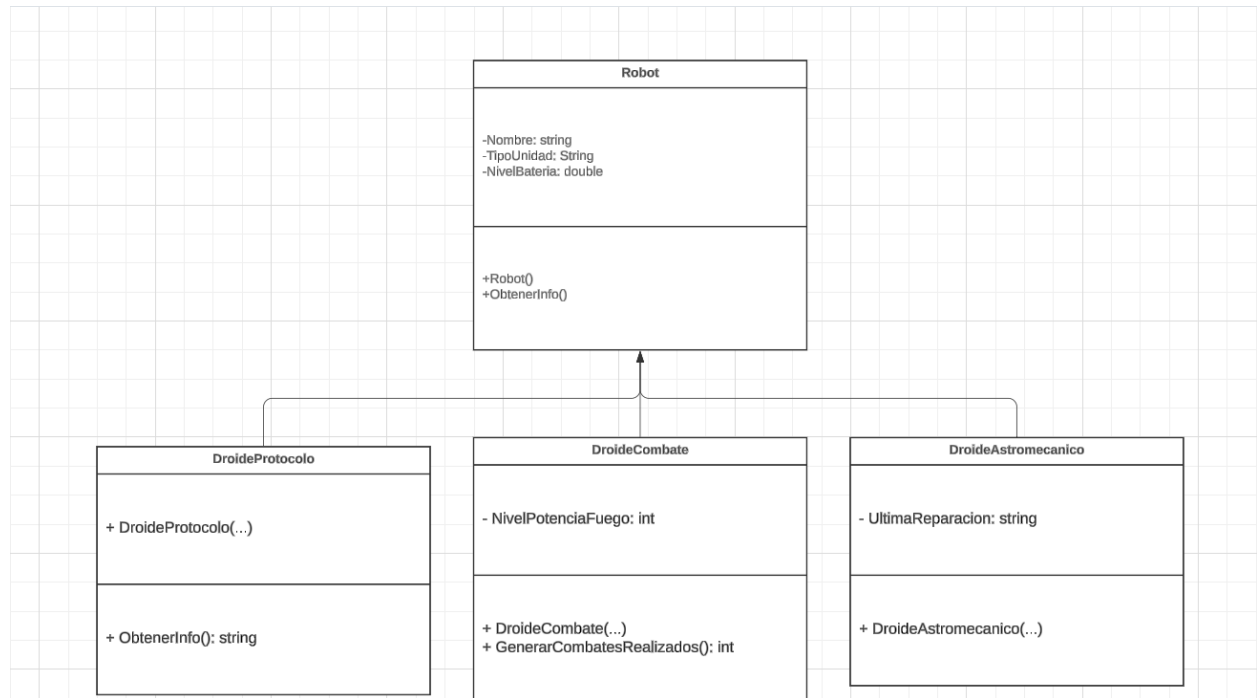 Robot
-Nombre: string
-TipoUnidad: String
-NivelBateria: double
+Robot()
+ObtenerInfo()
DroideProtocolo
+ DroideProtocolo(...)
+ ObtenerInfo(): string
DroideCombate
- NivelPotenciaFuego: int
+ DroideCombate(...)
+ GenerarCombatesRealizados(): int
DroideAstromecanico
- UltimaReparacion: string
+ DroideAstromecanico(...)